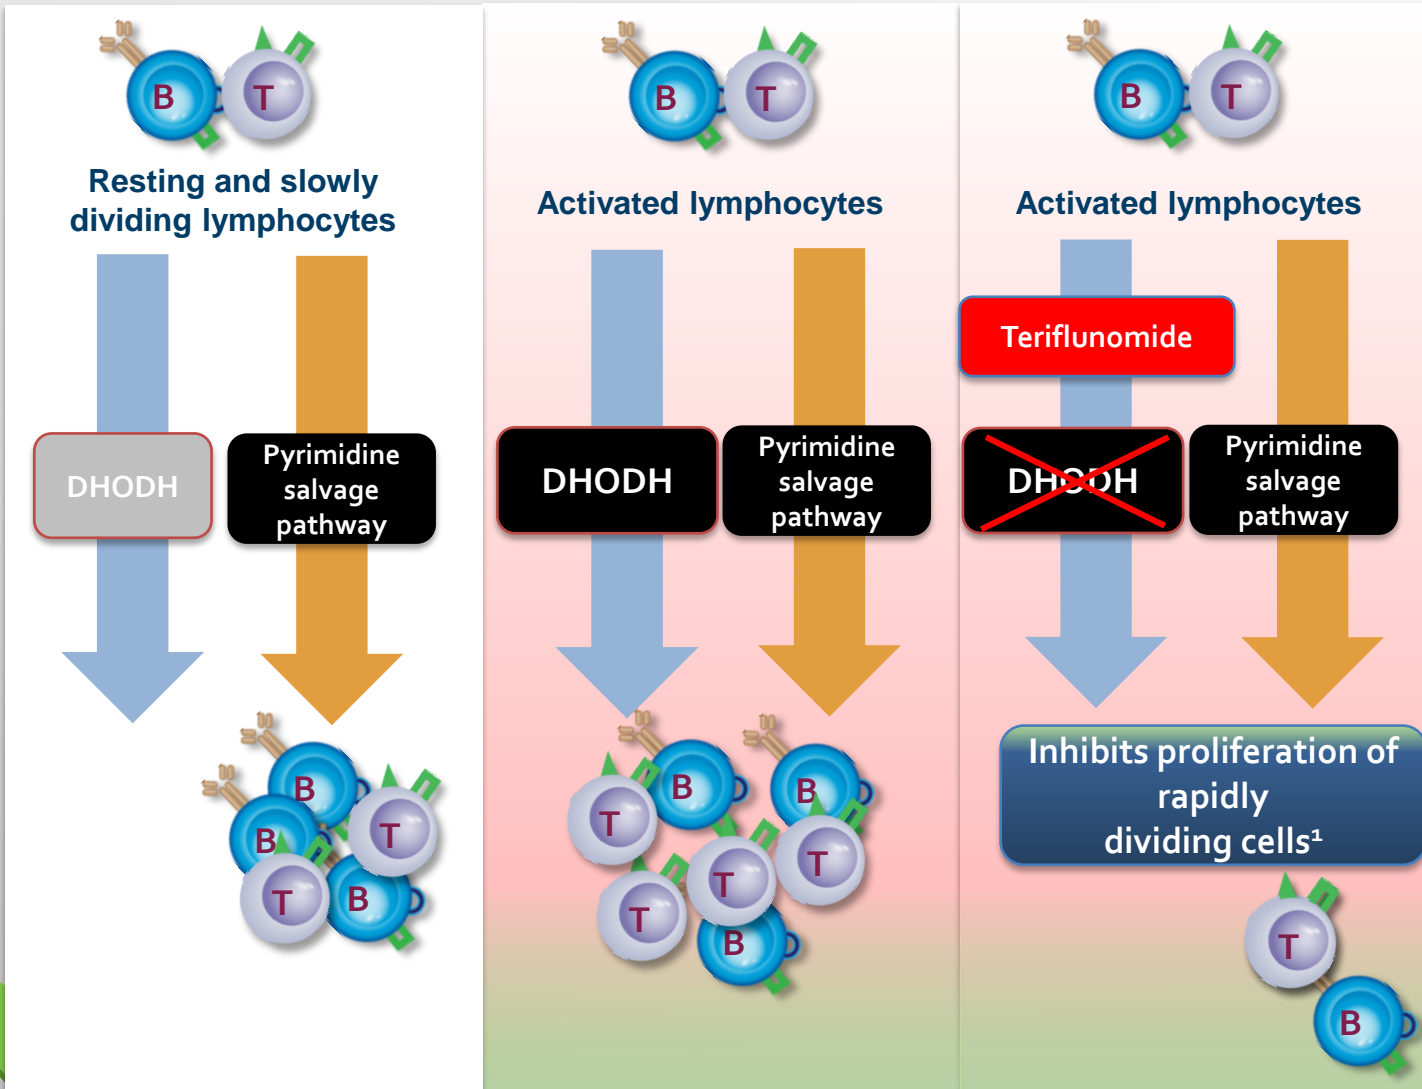 B T
Resting and slowly
dividing lymphocytes
DHODH
Pyrimidine
salvage
pathway
B
B
T
T
B
B T
Activated lymphocytes
DHODH
Pyrimidine
salvage
pathway
B
B
T
T
T
T
B
B T
Activated lymphocytes
Teriflunomide
DHODH
Pyrimidine
salvage
pathway
Inhibits proliferation of
rapidly
dividing cells¹
T
B